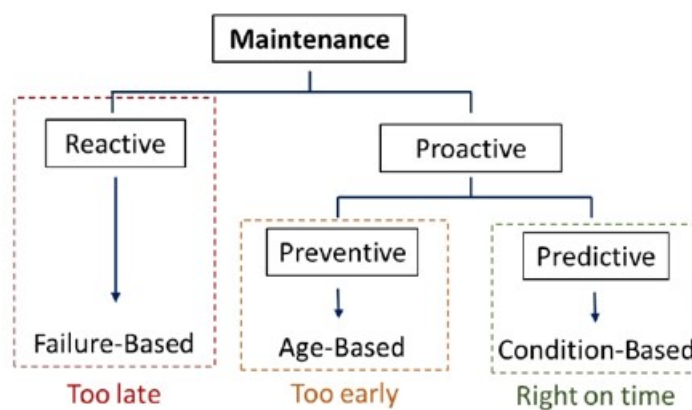 Maintenance
Reactive
Proactive
Preventive
Predictive
Failure-Based
Age-Based
Condition-Based
Too late
Too early
Right on time